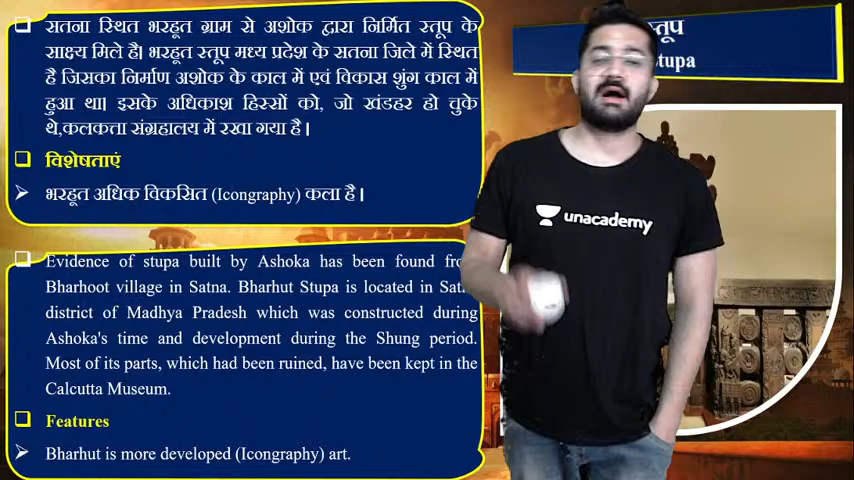 सतना स्थित भरहूत ग्राम से अशोक द्वारा निर्मित स्तूप के
साक्ष्य मिले है। भरहूत स्तूप मध्य प्रदेश के सतना जिले में स्थित
है जिसका निर्माण अशोक के काल में एवं विकास शुंग काल में
हुआ था। इसके अधिकाश हिस्सों को, जो खंडहर हो चुके
थे,कलकत्ता संग्रहालय में रखा गया है।
विशेषताएं
भरहूत अधिक विकसित (Icongraphy) कला है।
स्तूप
Stupa
Evidence of stupa built by Ashoka has been found
Bharhoot village in Satna. Bharhut Stupa is located in
district of Madhya Pradesh which was constructed during
Ashoka's time and development during the Shung period.
Most of its parts, which had been ruined, have been kept in the
Calcutta Museum.
Features
Bharhut is more developed (Icongraphy) art.
unacademy